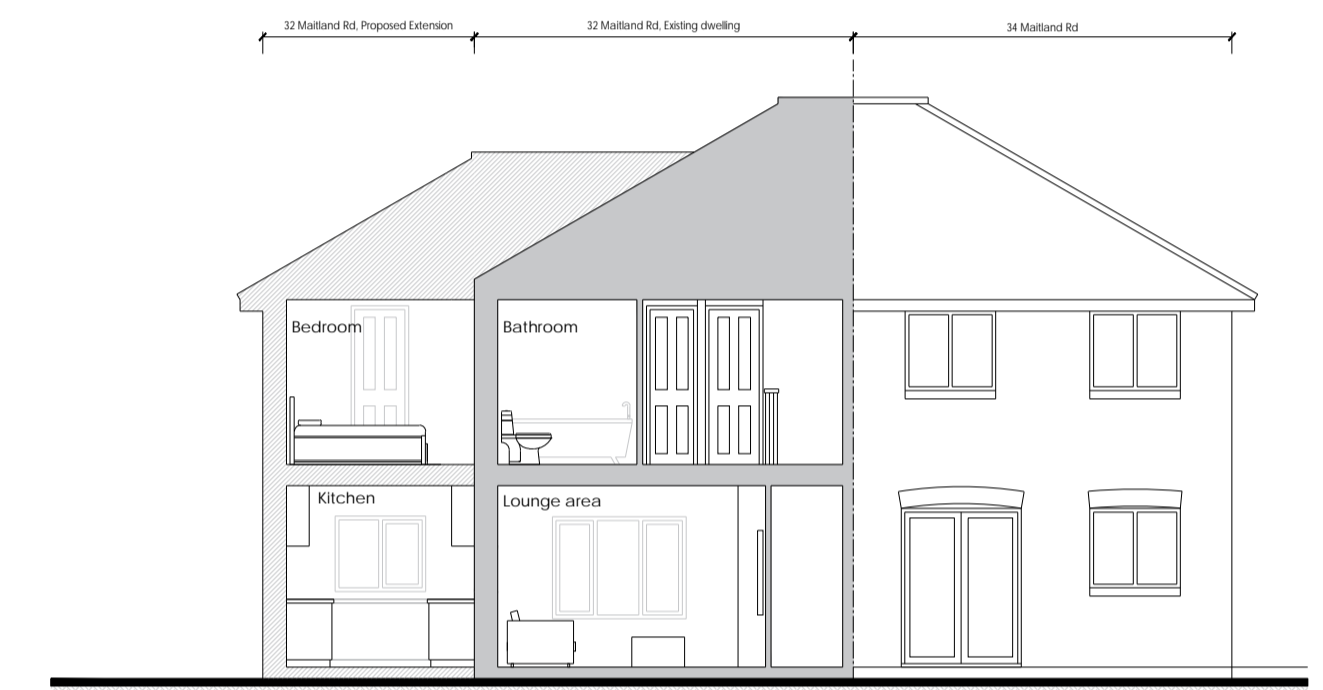 32 Maitland Rd, Proposed Extension
32 Maitland Rd, Existing dwelling
34 Maitland Rd
Bedroom
Bathroom
Kitchen
Lounge area